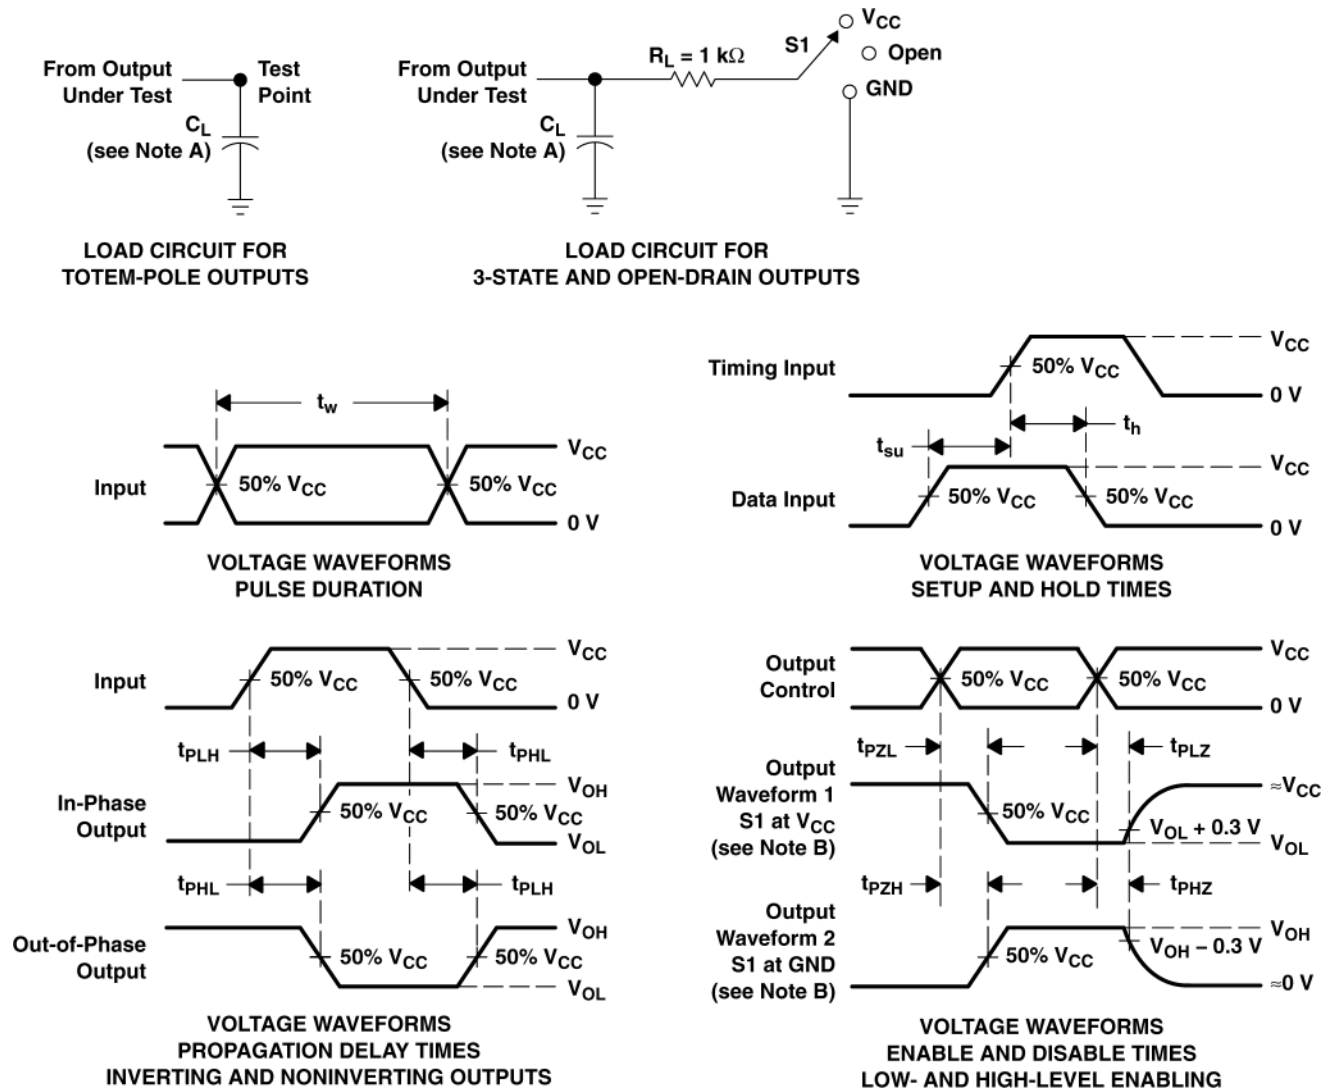 From Output
Under Test
Test
Point
CL
(see Note A)
LOAD CIRCUIT FOR
TOTEM-POLE OUTPUTS
From Output
Under Test
RL = 1 kΩ
S1
VCC
Open
GND
CL
(see Note A)
LOAD CIRCUIT FOR
3-STATE AND OPEN-DRAIN OUTPUTS
tw
Input
50% VCC
50% VCC
VCC
0 V
VOLTAGE WAVEFORMS
PULSE DURATION
Timing Input
50% VCC
VCC
0 V
tsu
th
Data Input
50% VCC
50% VCC
VCC
0 V
VOLTAGE WAVEFORMS
SETUP AND HOLD TIMES
Input
50% VCC
50% VCC
VCC
0 V
tPLH
tPHL
In-Phase
Output
50% VCC
50% VCC
VOH
VOL
tPHL
tPLH
Out-of-Phase
Output
50% VCC
50% VCC
VOH
VOL
VOLTAGE WAVEFORMS
PROPAGATION DELAY TIMES
INVERTING AND NONINVERTING OUTPUTS
Output
Control
50% VCC
50% VCC
VCC
0 V
tPZL
tPLZ
Output
Waveform 1
S1 at VCC
(see Note B)
50% VCC
≈VCC
VOL + 0.3 V
VOL
tPZH
tPHZ
Output
Waveform 2
S1 at GND
(see Note B)
50% VCC
VOH
VOH − 0.3 V
≈0 V
VOLTAGE WAVEFORMS
ENABLE AND DISABLE TIMES
LOW- AND HIGH-LEVEL ENABLING